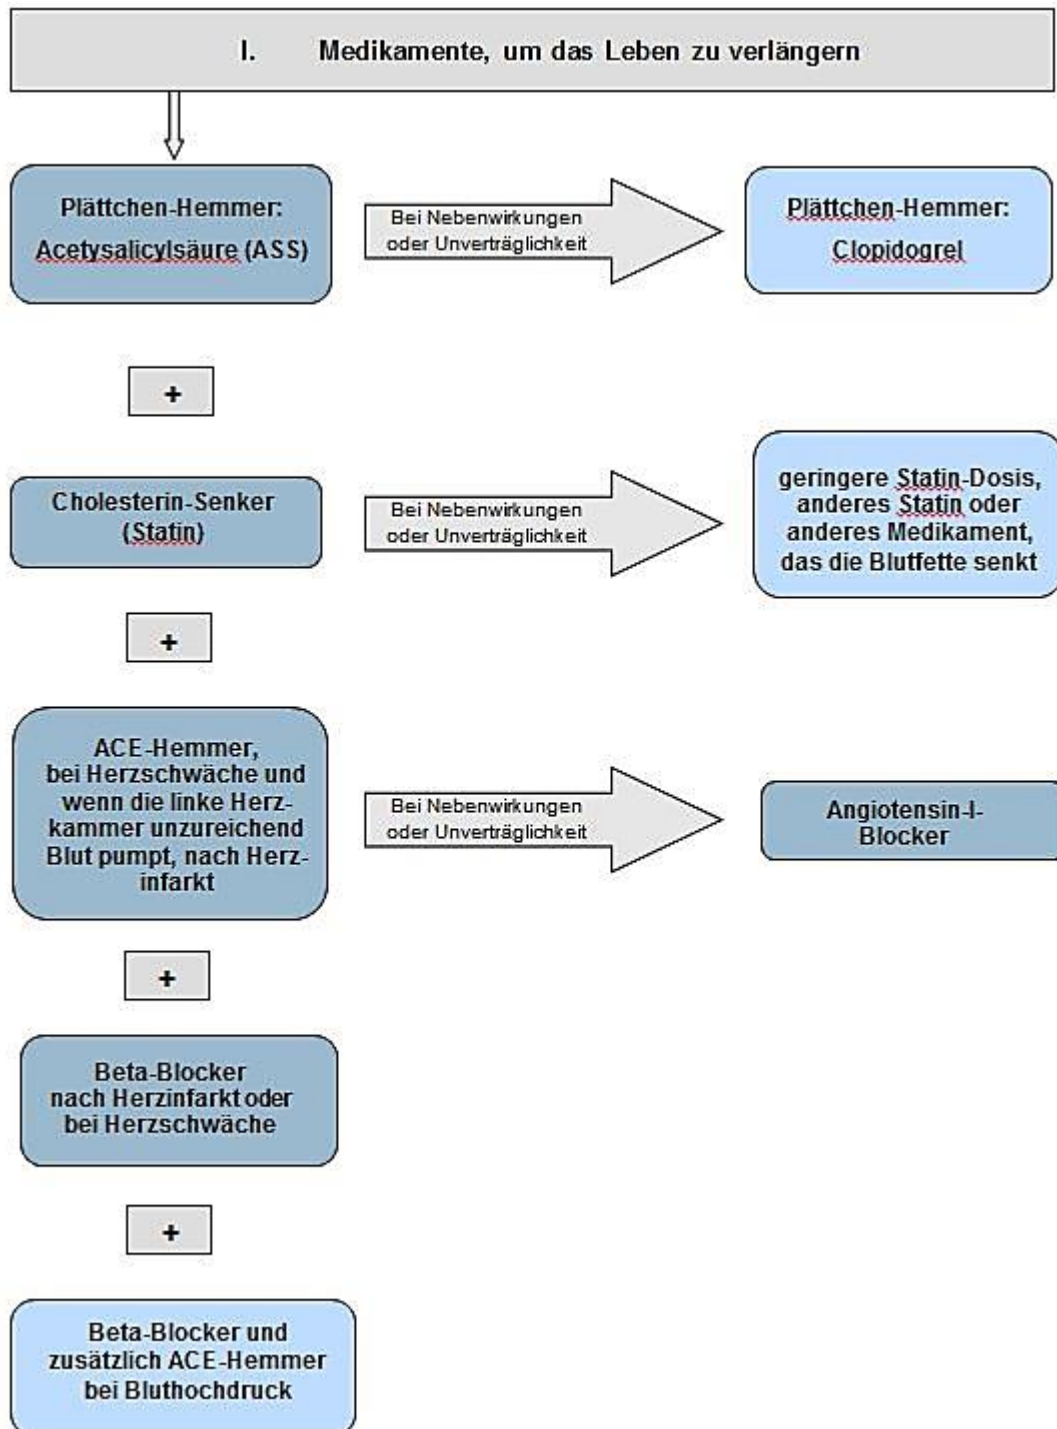 I. Medikamente, um das Leben zu verlängern
Plättchen-Hemmer:
Acetysalicylsäure (ASS)
Bei Nebenwirkungen
oder Unverträglichkeit
Plättchen-Hemmer:
Clopidogrel
+
Cholesterin-Senker
(Statin)
Bei Nebenwirkungen
oder Unverträglichkeit
geringere Statin-Dosis,
anderes Statin oder
anderes Medikament,
das die Blutfette senkt
+
ACE-Hemmer,
bei Herzschwäche und
wenn die linke Herz-
kammer unzureichend
Blut pumpt, nach Herz-
infarkt
Bei Nebenwirkungen
oder Unverträglichkeit
Angiotensin-I-
Blocker
+
Beta-Blocker
nach Herzinfarkt oder
bei Herzschwäche
+
Beta-Blocker und
zusätzlich ACE-Hemmer
bei Bluthochdruck